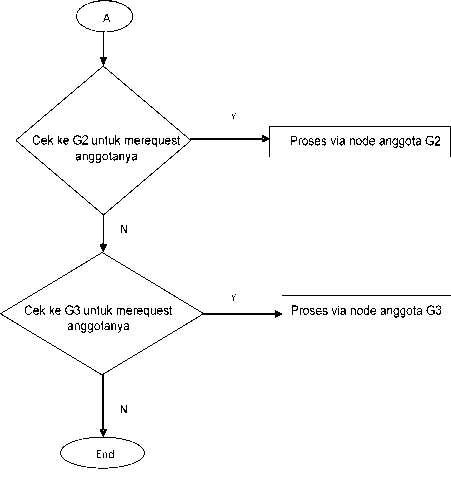 A
Y
Cek ke G2 untuk merequest
anggotanya
Proses via node anggota G2
N
Y
Cek ke G3 untuk merequest
anggotanya
Proses via node anggota G3
N
End